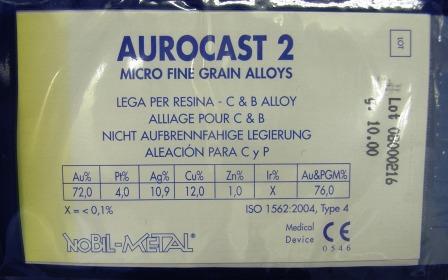 AUROCAST 2
MICRO FINE GRAIN ALLOYS
LOT
LEGA PER RESINA - C & B ALLOY
ALLIAGE POUR C & B
NICHT AUFBRENNFAHIGE LEGIERUNG
ALEACIÓN PARA C y P
Lot 08000216
g. 10.00
Au% Pt% Ag% Cu% Zn% Ir% Au&PGM%
72,0 4,0 10,9 12,0 1,0 X 76,0
X = < 0,1% ISO 1562:2004, Type 4
NOBIL-METAL® Medical Device CE
0546